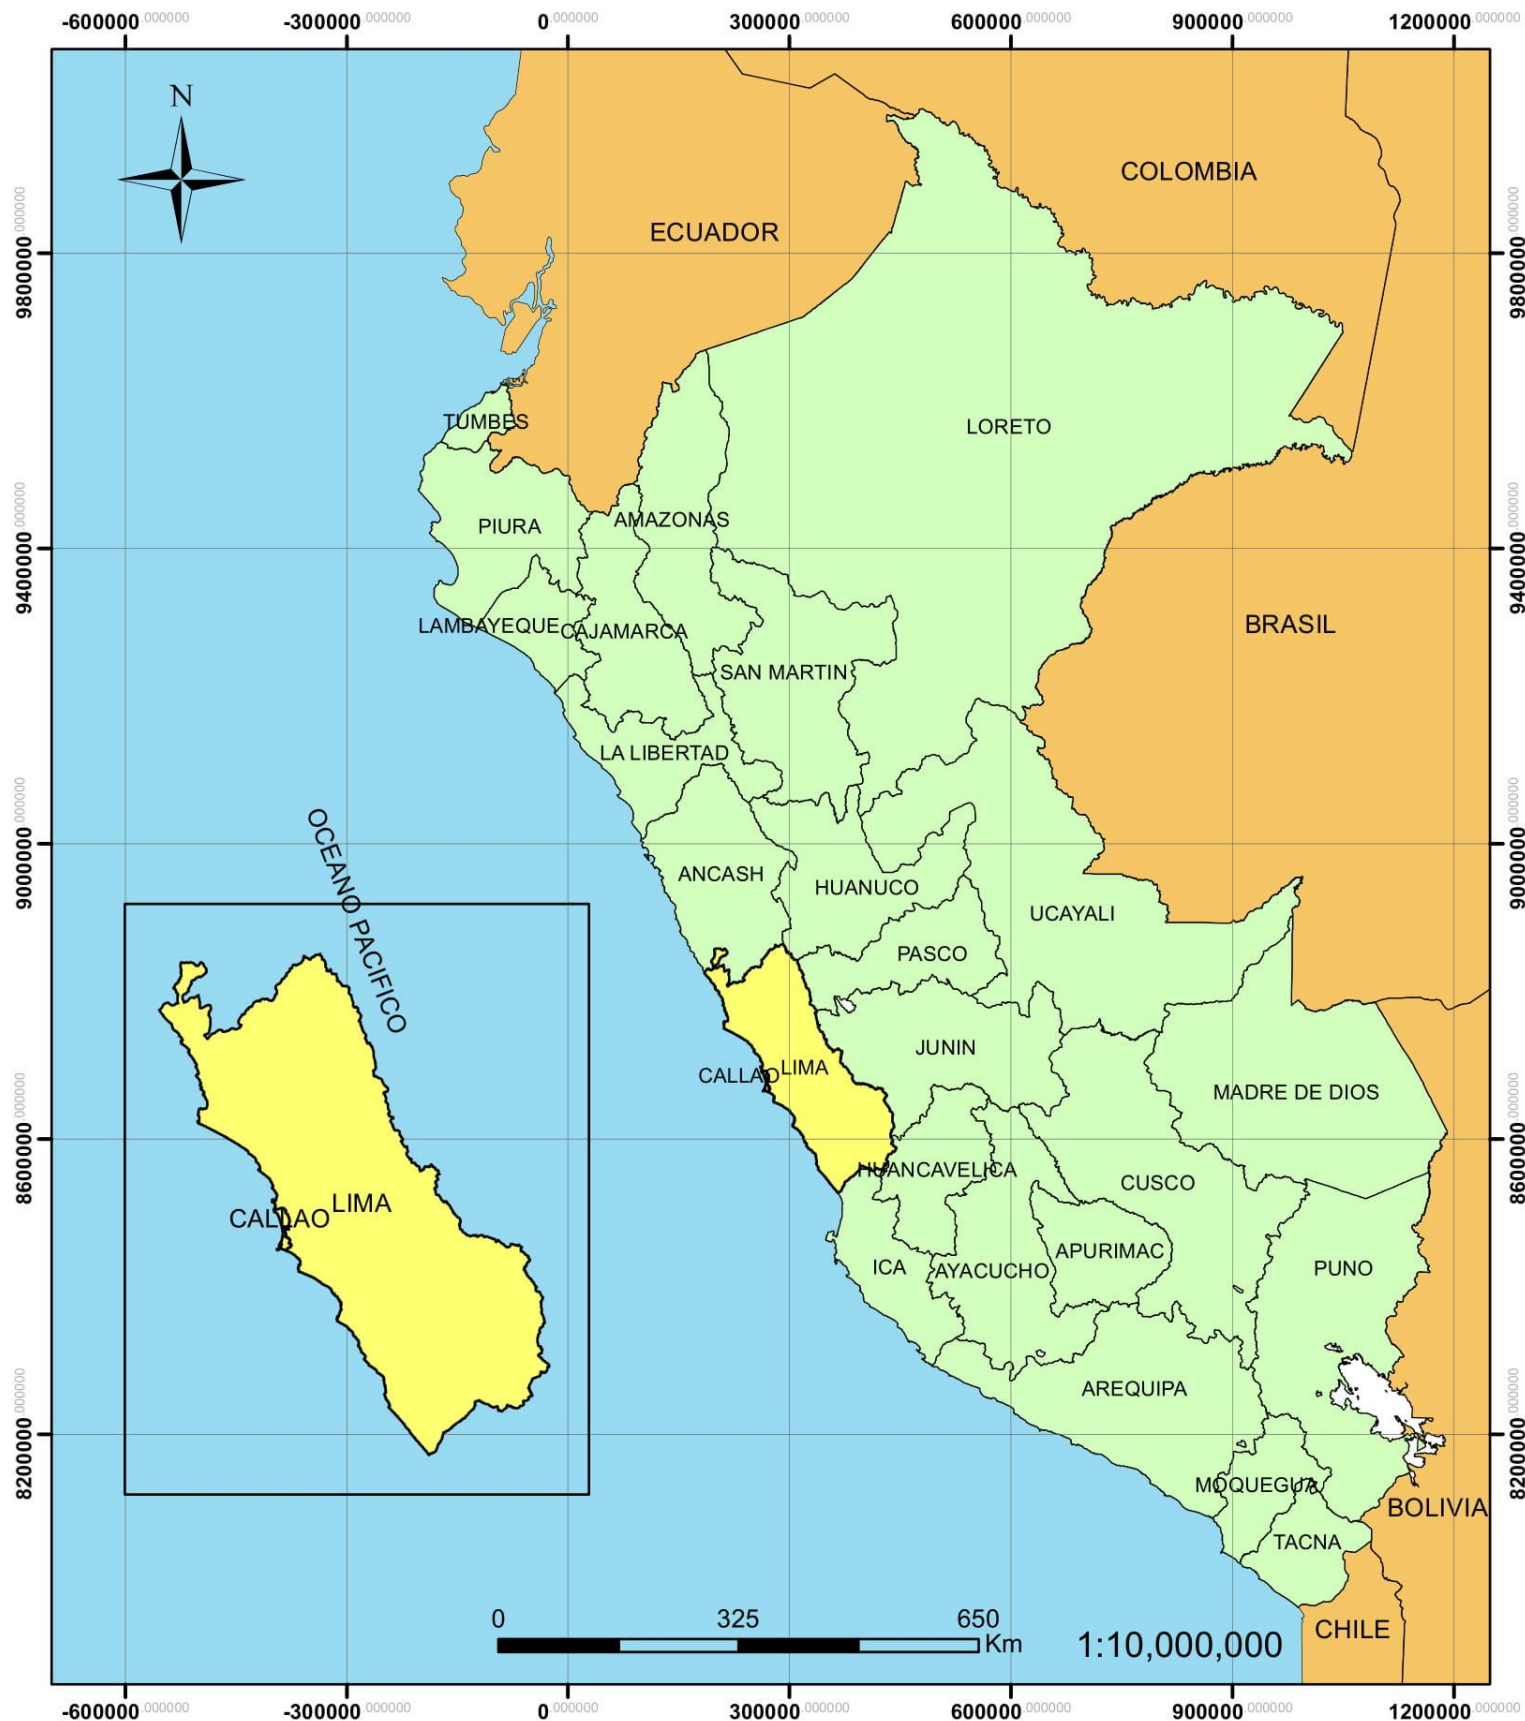 -600000.000000 -300000.000000 0.000000 300000.000000 600000.000000 900000.000000 1200000.000000
N
COLOMBIA
ECUADOR
9800000.000000 9800000.000000
TUMBES
LORETO
PIURA
AMAZONAS
9400000.000000 9400000.000000
LAMBAYEQUE
CAJAMARCA
BRASIL
SAN MARTIN
LA LIBERTAD
OCEANO PACIFICO
9000000.000000 9000000.000000
ANCASH
HUANUCO
UCAYALI
PASCO
JUNIN
LIMA
CALLAO
MADRE DE DIOS
8600000.000000 8600000.000000
HUANCAVELICA
CUSCO
LIMA
CALLAO
APURIMAC
ICA
AYACUCHO
PUNO
AREQUIPA
8200000.000000 8200000.000000
MOQUEGUA
BOLIVIA
TACNA
0 325 650
Km
1:10,000,000
CHILE
-600000.000000 -300000.000000 0.000000 300000.000000 600000.000000 900000.000000 1200000.000000